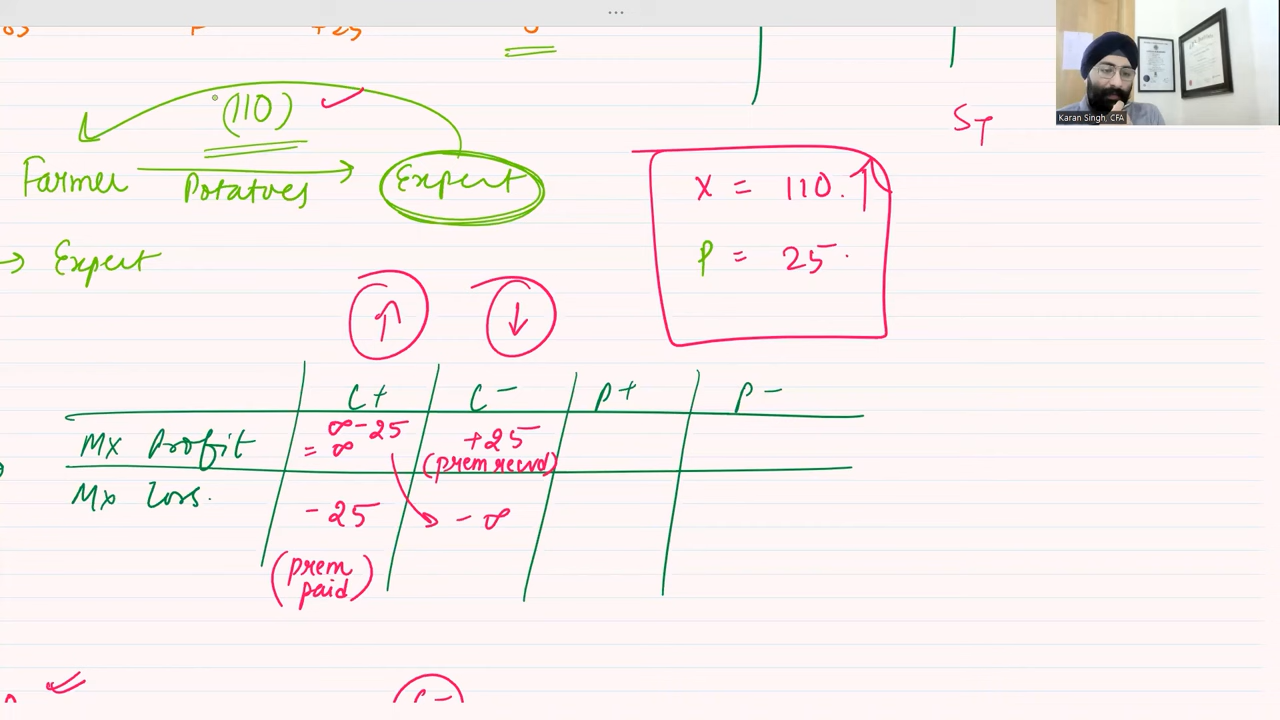 +25
(110)
Farmer Potatoes Expert
→ Expert
Karan Singh, CFA
ST
X = 110. ↑
P = 25.
↑ ↓
C+ C- P+ P-
Mx Profit ∞-25 +25
= ∞ (prem recvd)
Mx loss. -25 -∞
(prem
paid)